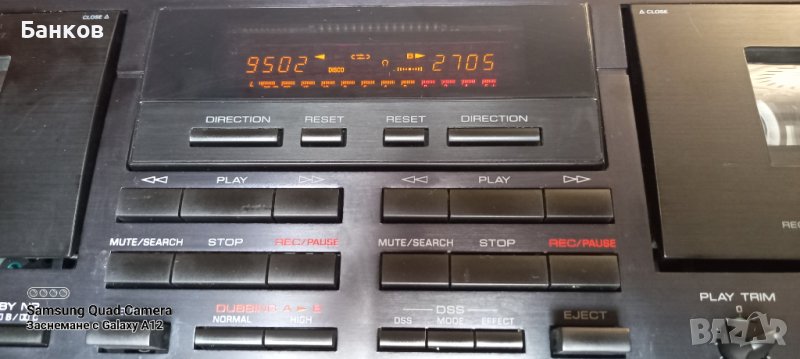 CLOSE
Банков
CLOSE
9502 2705
DISCO
DIRECTION RESET RESET DIRECTION
PLAY PLAY
MUTE/SEARCH STOP REC/PAUSE MUTE/SEARCH STOP REC/PAUSE
PLAY TRIM
DUBBING A ▶ B
NORMAL HIGH
DSS
DSS MODE EFFECT
EJECT
Samsung Quad Camera
Заснемане с Galaxy A12
bazar